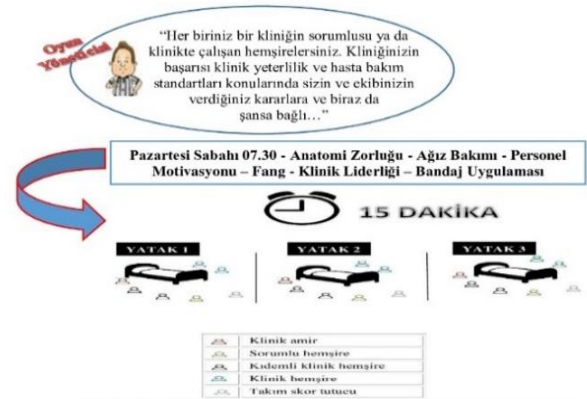 Oyun
Yöneticisi
“Her biriniz bir kliniğin sorumlusu ya da
klinikte çalışan hemşirelersiniz. Kliniğinizin
başarısı klinik yeterlilik ve hasta bakım
standartları konularında sizin ve ekibinizin
verdiğiniz kararlara ve biraz da
şansa bağlı…”
Pazartesi Sabahı 07.30 - Anatomi Zorluğu - Ağız Bakımı - Personel
Motivasyonu – Fang - Klinik Liderliği – Bandaj Uygulaması
15 DAKİKA
YATAK 1
YATAK 2
YATAK 3
Klinik amir
Sorumlu hemşire
Kıdemli klinik hemşire
Klinik hemşire
Takım skor tutucu